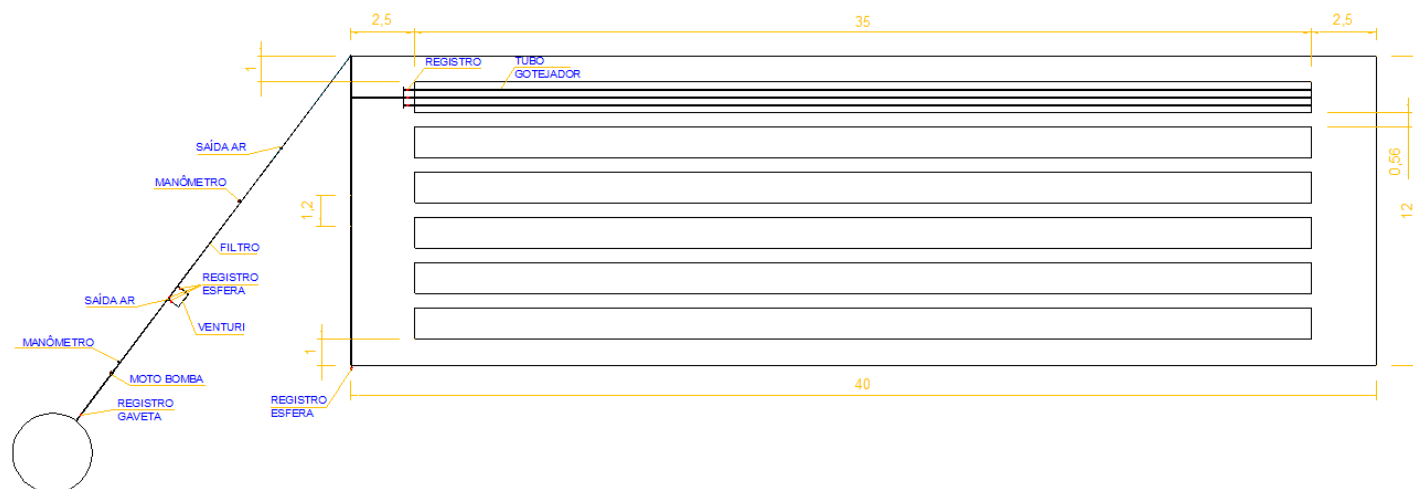 2,5
35
2,5
1
REGISTRO
TUBO
GOTEJADOR
SAÍDA AR
MANÔMETRO
0,56
1,2
12
FILTRO
REGISTRO
ESFERA
SAÍDA AR
VENTURI
MANÔMETRO
1
MOTO BOMBA
40
REGISTRO
GAVETA
REGISTRO
ESFERA